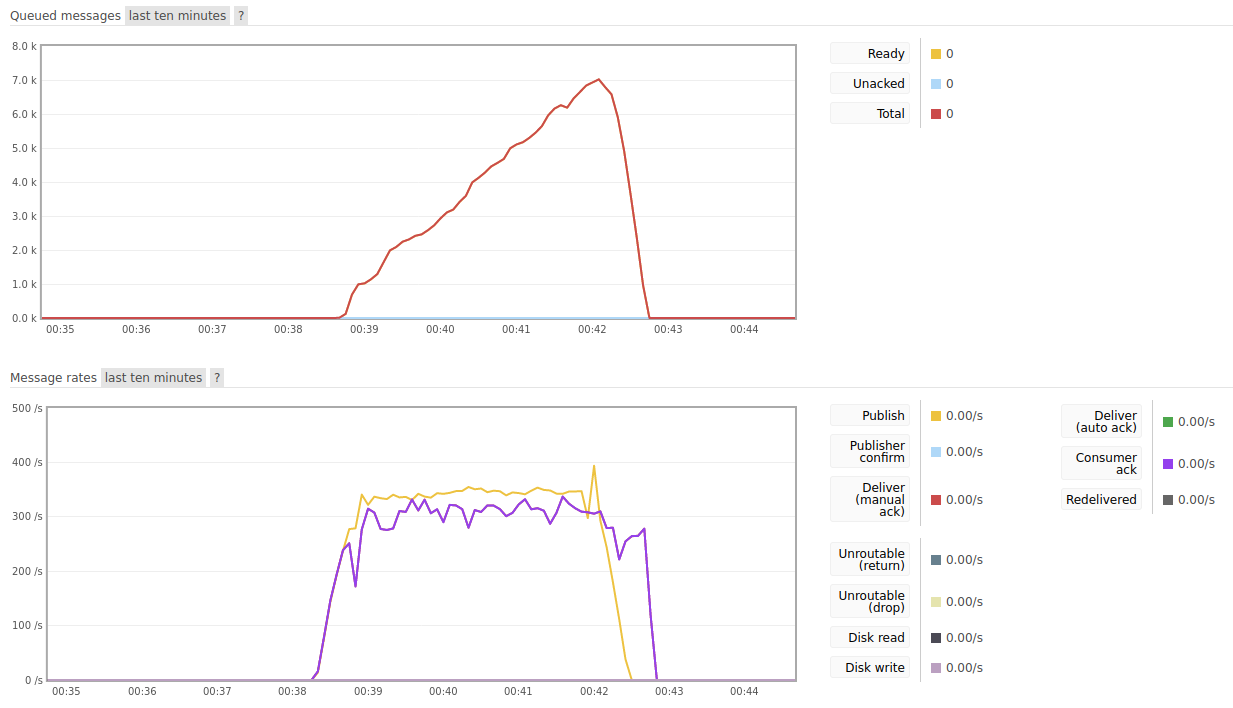 Queued messages last ten minutes ?
8.0 k
7.0 k
6.0 k
5.0 k
4.0 k
3.0 k
2.0 k
1.0 k
0.0 k
00:35 00:36 00:37 00:38 00:39 00:40 00:41 00:42 00:43 00:44
Ready 0
Unacked 0
Total 0
Message rates last ten minutes ?
500 /s
400 /s
300 /s
200 /s
100 /s
0 /s
00:35 00:36 00:37 00:38 00:39 00:40 00:41 00:42 00:43 00:44
Publish 0.00/s
Publisher
confirm 0.00/s
Deliver
(manual
ack) 0.00/s
Unroutable
(return) 0.00/s
Unroutable
(drop) 0.00/s
Disk read 0.00/s
Disk write 0.00/s
Deliver
(auto ack) 0.00/s
Consumer
ack 0.00/s
Redelivered 0.00/s